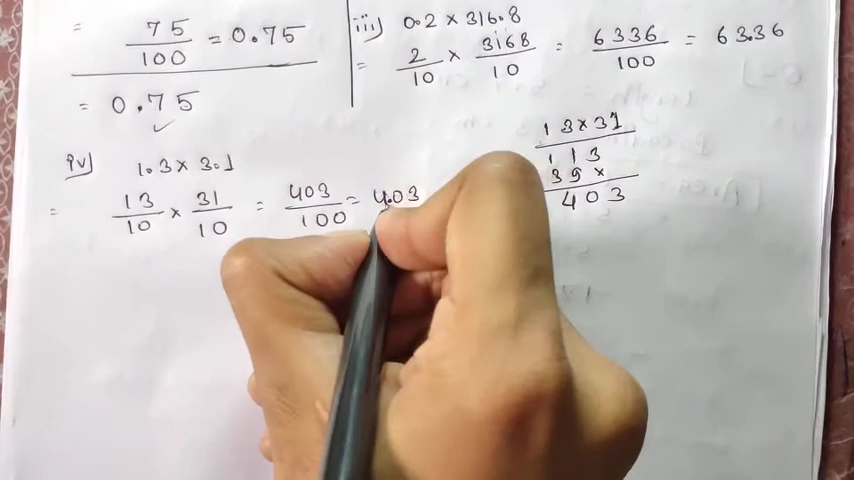 = 75/100 = 0.75
= 0.75
iii) 0.2 × 316.8
= 2/10 × 3168/10 = 6336/100 = 63.36
iv) 1.3 × 3.1
= 13/10 × 31/10 = 403/100 = 4.03
13×31
113
39×
403